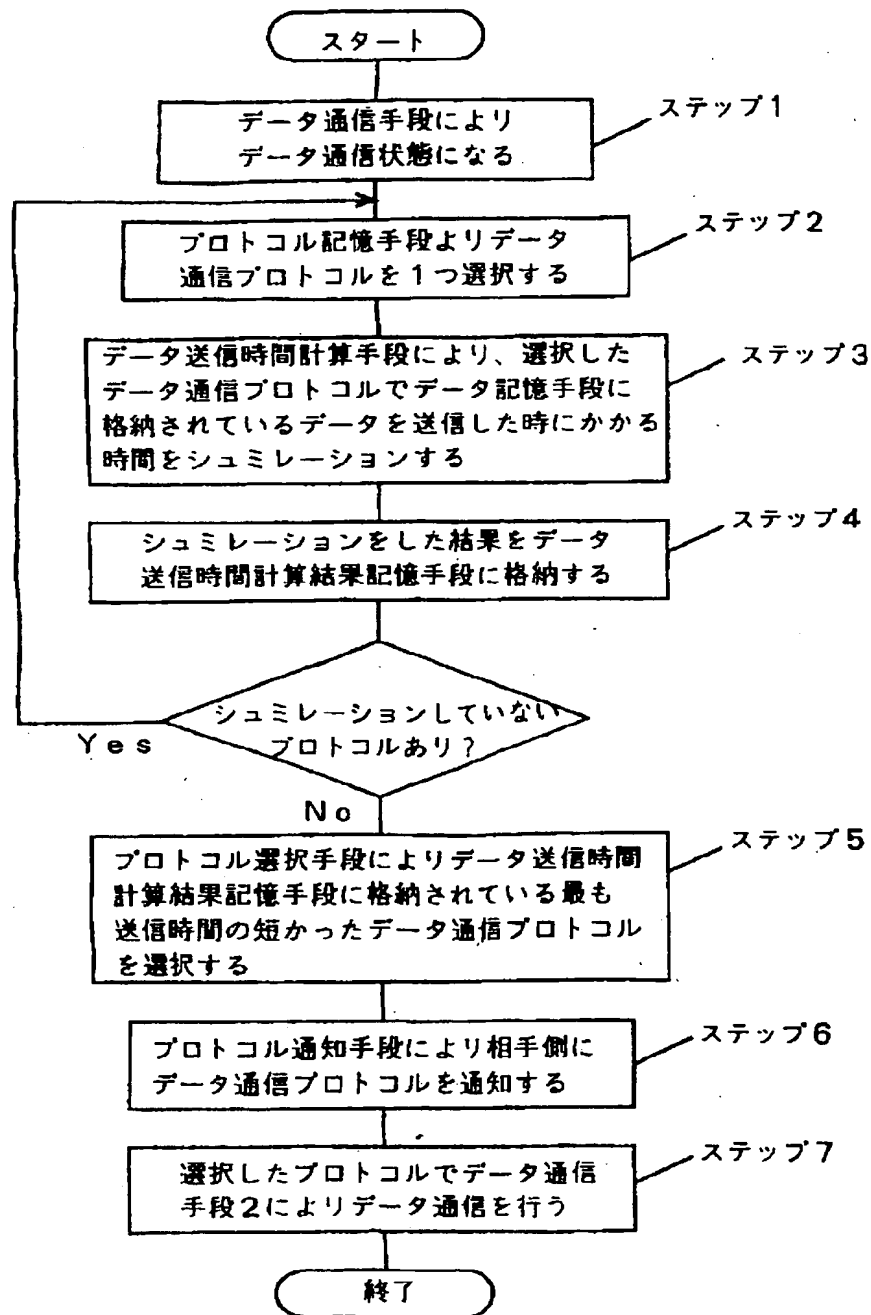 スタート
データ通信手段により
データ通信状態になる
ステップ1
プロトコル記憶手段よりデータ
通信プロトコルを1つ選択する
ステップ2
データ送信時間計算手段により、選択した
データ通信プロトコルでデータ記憶手段に
格納されているデータを送信した時にかかる
時間をシュミレーションする
ステップ3
シュミレーションをした結果をデータ
送信時間計算結果記憶手段に格納する
ステップ4
シュミレーションしていない
プロトコルあり?
Yes
No
プロトコル選択手段によりデータ送信時間
計算結果記憶手段に格納されている最も
送信時間の短かったデータ通信プロトコル
を選択する
ステップ5
プロトコル通知手段により相手側に
データ通信プロトコルを通知する
ステップ6
選択したプロトコルでデータ通信
手段2によりデータ通信を行う
ステップ7
終了